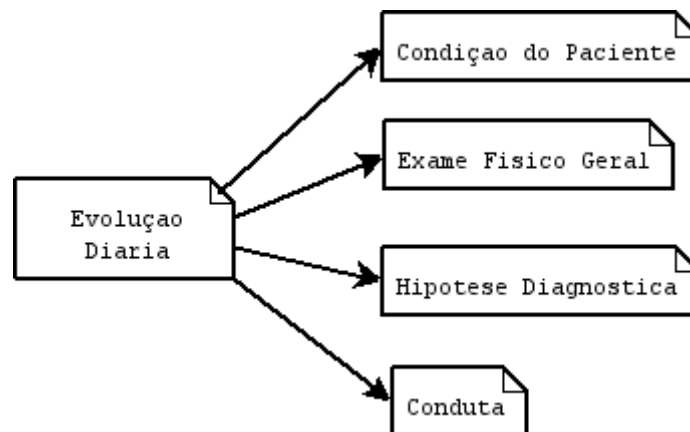 Condiçao do Paciente
Exame Fisico Geral
Evoluçao
Diaria
Hipotese Diagnostica
Conduta